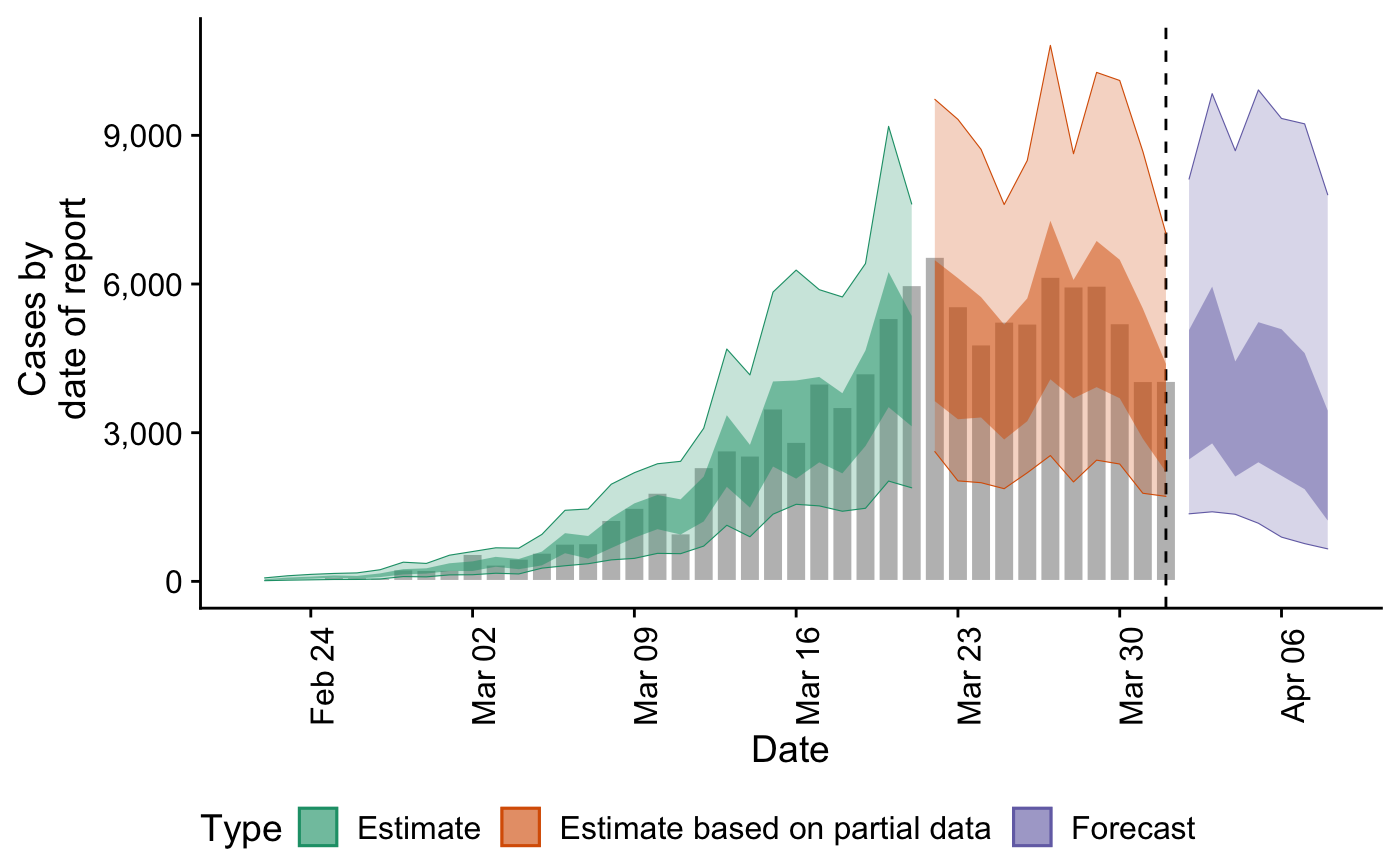 Cases by
date of report
9,000
6,000
3,000
0
Feb 24
Mar 02
Mar 09
Mar 16
Mar 23
Mar 30
Apr 06
Date
Type Estimate Estimate based on partial data Forecast